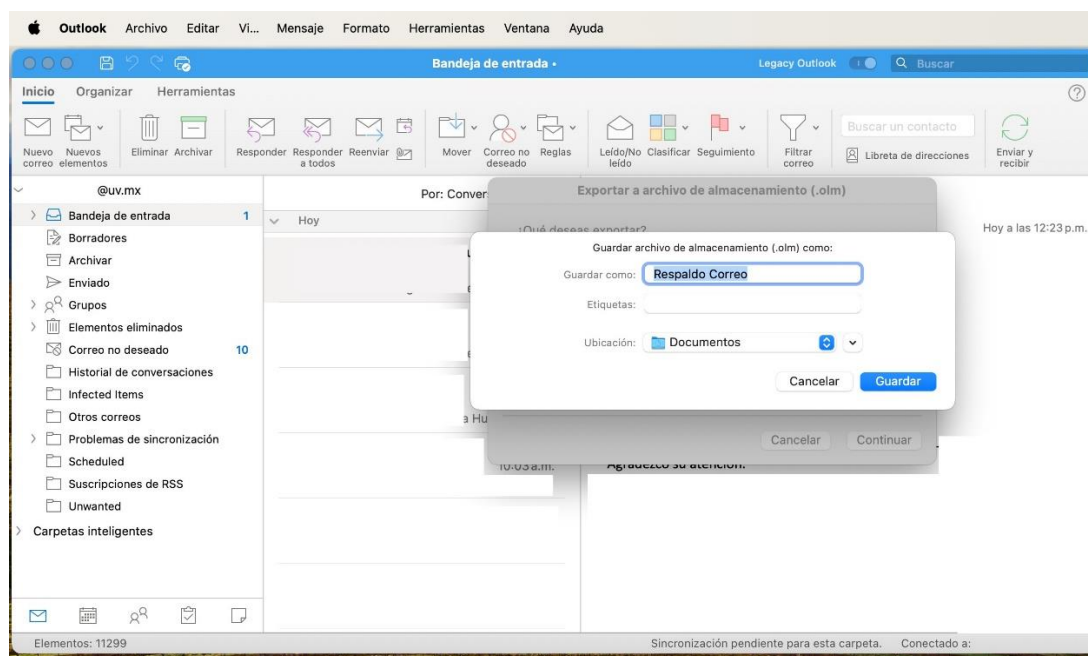 Outlook Archivo Editar Vi... Mensaje Formato Herramientas Ventana Ayuda
Bandeja de entrada • Legacy Outlook Buscar
Inicio Organizar Herramientas
Nuevo correo
Nuevos elementos
Eliminar Archivar
Responder
Responder a todos
Reenviar
Mover
Correo no deseado
Reglas
Leído/No leído
Clasificar Seguimiento
Filtrar correo
Buscar un contacto
Libreta de direcciones
Enviar y recibir
@uv.mx
Bandeja de entrada 1
Borradores
Archivar
Enviado
Grupos
Elementos eliminados
Correo no deseado 10
Historial de conversaciones
Infected Items
Otros correos
Problemas de sincronización
Scheduled
Suscripciones de RSS
Unwanted
Carpetas inteligentes
Por: Conver
Hoy
a Hu
10:03 a.m.
Exportar a archivo de almacenamiento (.olm)
¿Qué deseas exportar?
Guardar archivo de almacenamiento (.olm) como:
Guardar como: Respaldo Correo
Etiquetas:
Ubicación: Documentos
Cancelar Guardar
Cancelar Continuar
Hoy a las 12:23 p.m.
Agradezco su atención.
Elementos: 11299 Sincronización pendiente para esta carpeta. Conectado a: